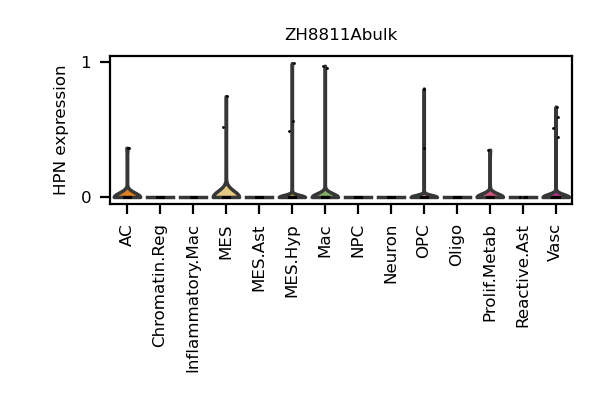 ZH8811Abulk
HPN expression
1
0
AC
Chromatin.Reg
Inflammatory.Mac
MES
MES.Ast
MES.Hyp
Mac
NPC
Neuron
OPC
Oligo
Prolif.Metab
Reactive.Ast
Vasc